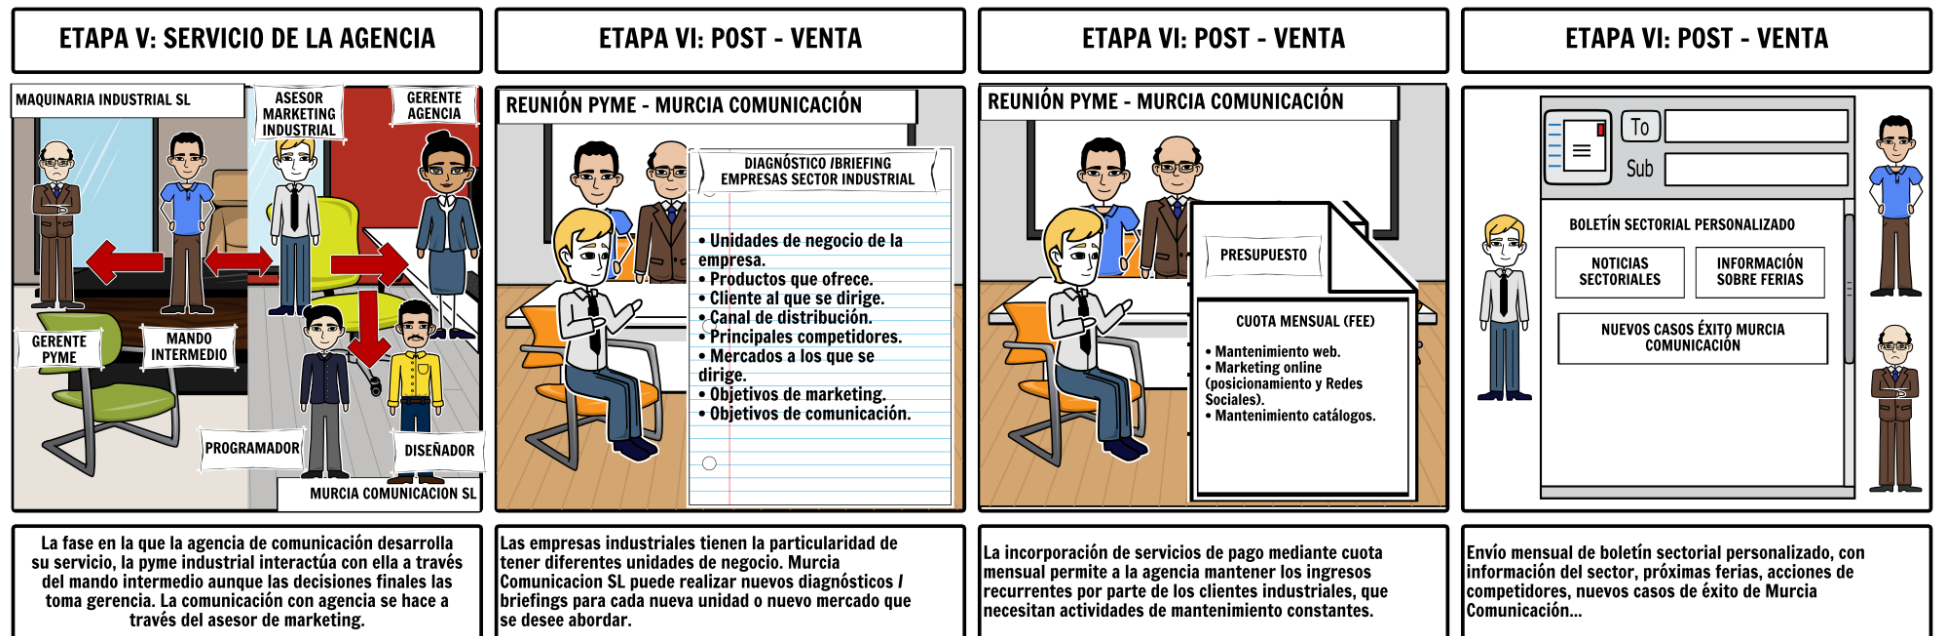 ETAPA V: SERVICIO DE LA AGENCIA
MAQUINARIA INDUSTRIAL SL
ASESOR
MARKETING
INDUSTRIAL
GERENTE
AGENCIA
GERENTE
PYME
MANDO
INTERMEDIO
PROGRAMADOR
DISEÑADOR
MURCIA COMUNICACION SL
La fase en la que la agencia de comunicación desarrolla
su servicio, la pyme industrial interactúa con ella a través
del mando intermedio aunque las decisiones finales las
toma gerencia. La comunicación con agencia se hace a
través del asesor de marketing.
ETAPA VI: POST - VENTA
REUNIÓN PYME - MURCIA COMUNICACIÓN
DIAGNÓSTICO /BRIEFING
EMPRESAS SECTOR INDUSTRIAL
• Unidades de negocio de la
empresa.
• Productos que ofrece.
• Cliente al que se dirige.
• Canal de distribución.
• Principales competidores.
• Mercados a los que se
dirige.
• Objetivos de marketing.
• Objetivos de comunicación.
Las empresas industriales tienen la particularidad de
tener diferentes unidades de negocio. Murcia
Comunicacion SL puede realizar nuevos diagnósticos /
briefings para cada nueva unidad o nuevo mercado que
se desee abordar.
ETAPA VI: POST - VENTA
REUNIÓN PYME - MURCIA COMUNICACIÓN
PRESUPUESTO
CUOTA MENSUAL (FEE)
• Mantenimiento web.
• Marketing online
(posicionamiento y Redes
Sociales).
• Mantenimiento catálogos.
La incorporación de servicios de pago mediante cuota
mensual permite a la agencia mantener los ingresos
recurrentes por parte de los clientes industriales, que
necesitan actividades de mantenimiento constantes.
ETAPA VI: POST - VENTA
To
Sub
BOLETÍN SECTORIAL PERSONALIZADO
NOTICIAS
SECTORIALES
INFORMACIÓN
SOBRE FERIAS
NUEVOS CASOS ÉXITO MURCIA
COMUNICACIÓN
Envío mensual de boletín sectorial personalizado, con
información del sector, próximas ferias, acciones de
competidores, nuevos casos de éxito de Murcia
Comunicación...